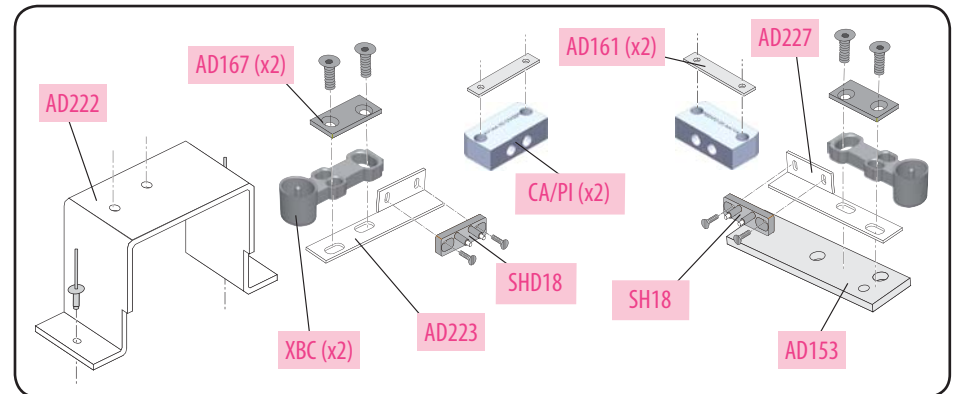 AD222
AD167 (x2)
AD161 (x2)
AD227
CA/PI (x2)
SHD18
AD223
XBC (x2)
SH18
AD153